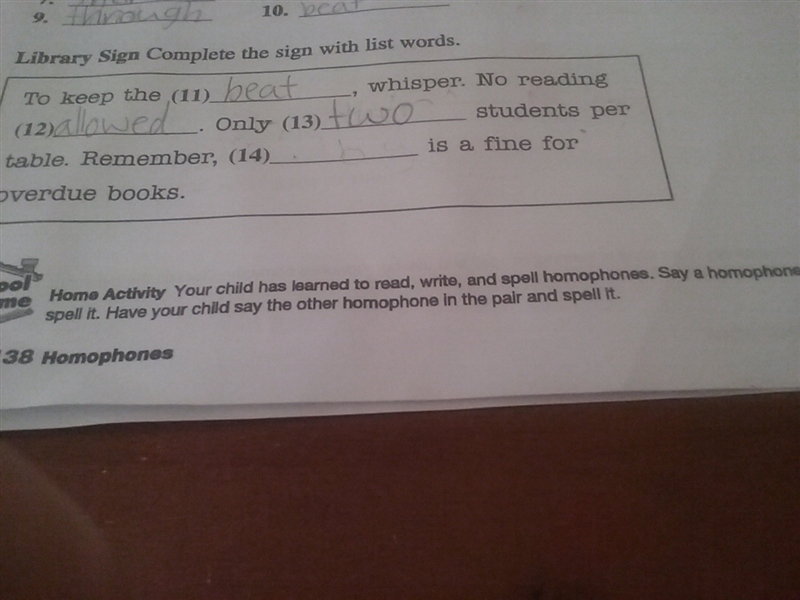 9. through 10. beat
Library Sign Complete the sign with list words.
To keep the (11) beat, whisper. No reading
(12) allowed. Only (13) two students per
table. Remember, (14) is a fine for
overdue books.
Home Activity Your child has learned to read, write, and spell homophones. Say a homophone
spell it. Have your child say the other homophone in the pair and spell it.
138 Homophones